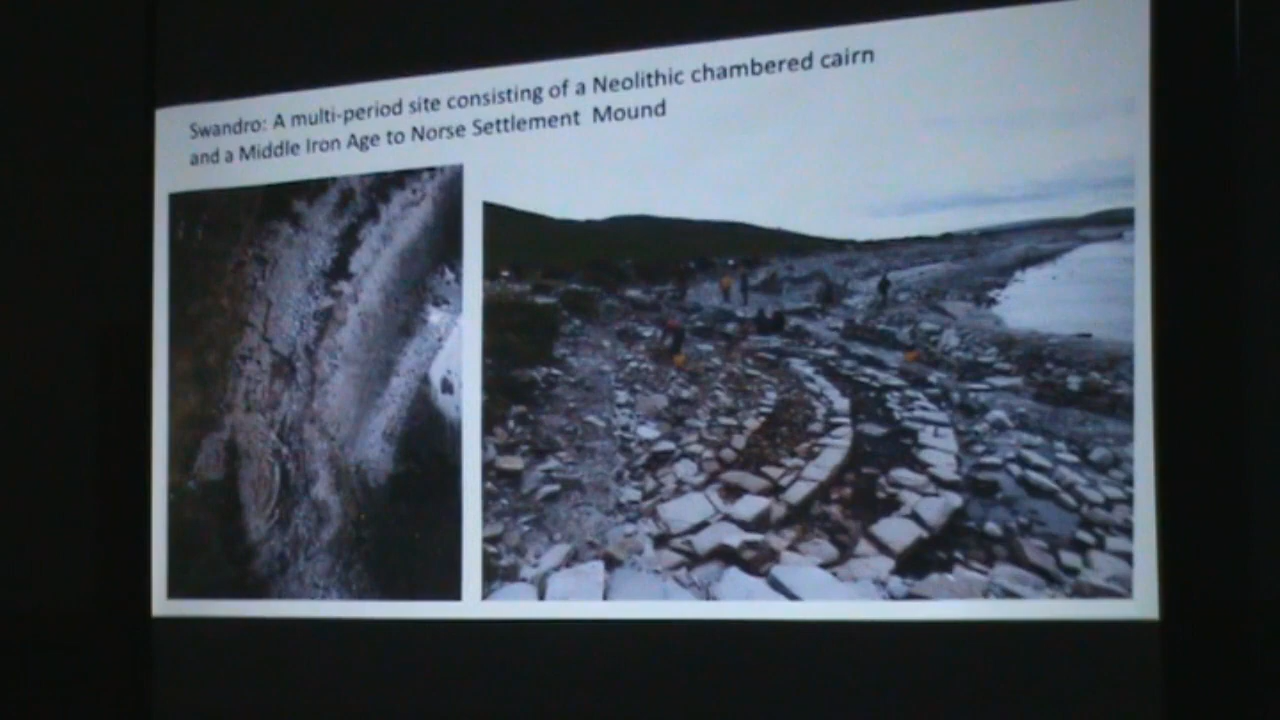 Swandro: A multi-period site consisting of a Neolithic chambered cairn
and a Middle Iron Age to Norse Settlement Mound